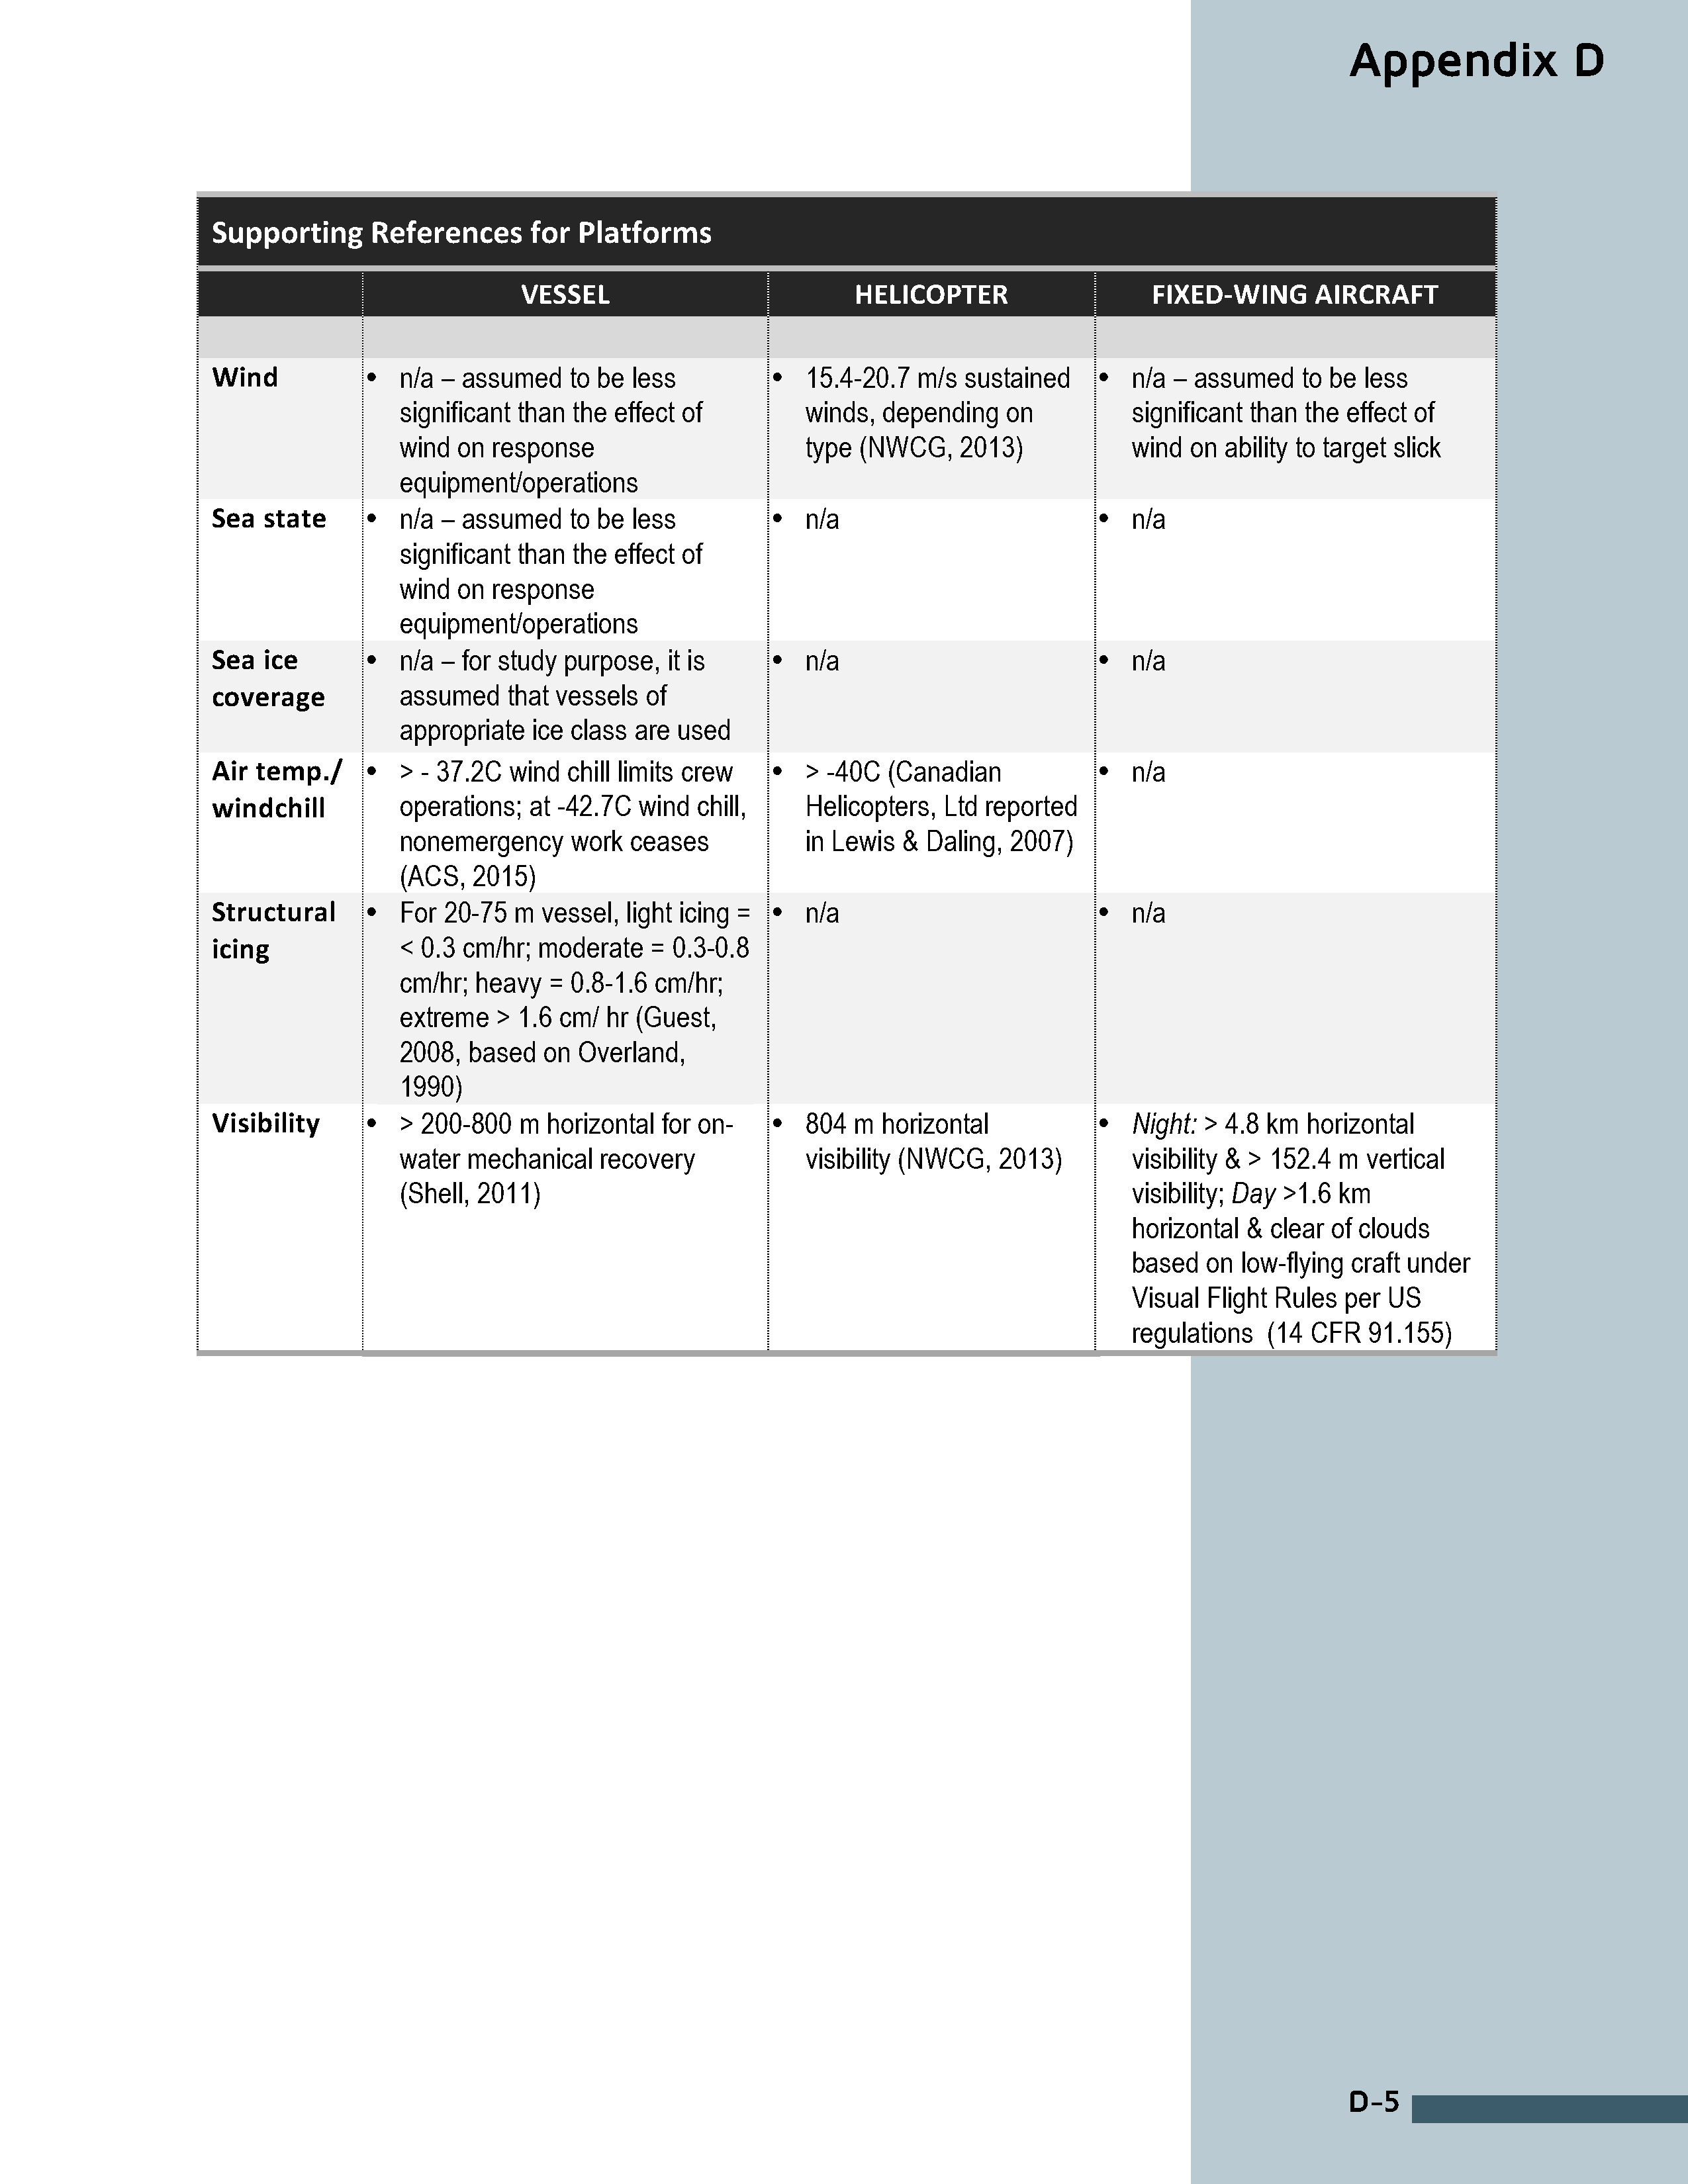 Appendix D
Supporting References for Platforms
VESSEL HELICOPTER FIXED-WING AIRCRAFT
Wind
• n/a – assumed to be less
significant than the effect of
wind on response
equipment/operations
• 15.4-20.7 m/s sustained
winds, depending on
type (NWCG, 2013)
• n/a – assumed to be less
significant than the effect of
wind on ability to target slick
Sea state
• n/a – assumed to be less
significant than the effect of
wind on response
equipment/operations
• n/a
• n/a
Sea ice
coverage
• n/a – for study purpose, it is
assumed that vessels of
appropriate ice class are used
• n/a
• n/a
Air temp./
windchill
• > - 37.2C wind chill limits crew
operations; at -42.7C wind chill,
nonemergency work ceases
(ACS, 2015)
• > -40C (Canadian
Helicopters, Ltd reported
in Lewis & Daling, 2007)
• n/a
Structural
icing
• For 20-75 m vessel, light icing =
< 0.3 cm/hr; moderate = 0.3-0.8
cm/hr; heavy = 0.8-1.6 cm/hr;
extreme > 1.6 cm/ hr (Guest,
2008, based on Overland,
1990)
• n/a
• n/a
Visibility
• > 200-800 m horizontal for on-
water mechanical recovery
(Shell, 2011)
• 804 m horizontal
visibility (NWCG, 2013)
• Night: > 4.8 km horizontal
visibility & > 152.4 m vertical
visibility; Day >1.6 km
horizontal & clear of clouds
based on low-flying craft under
Visual Flight Rules per US
regulations (14 CFR 91.155)
D-5